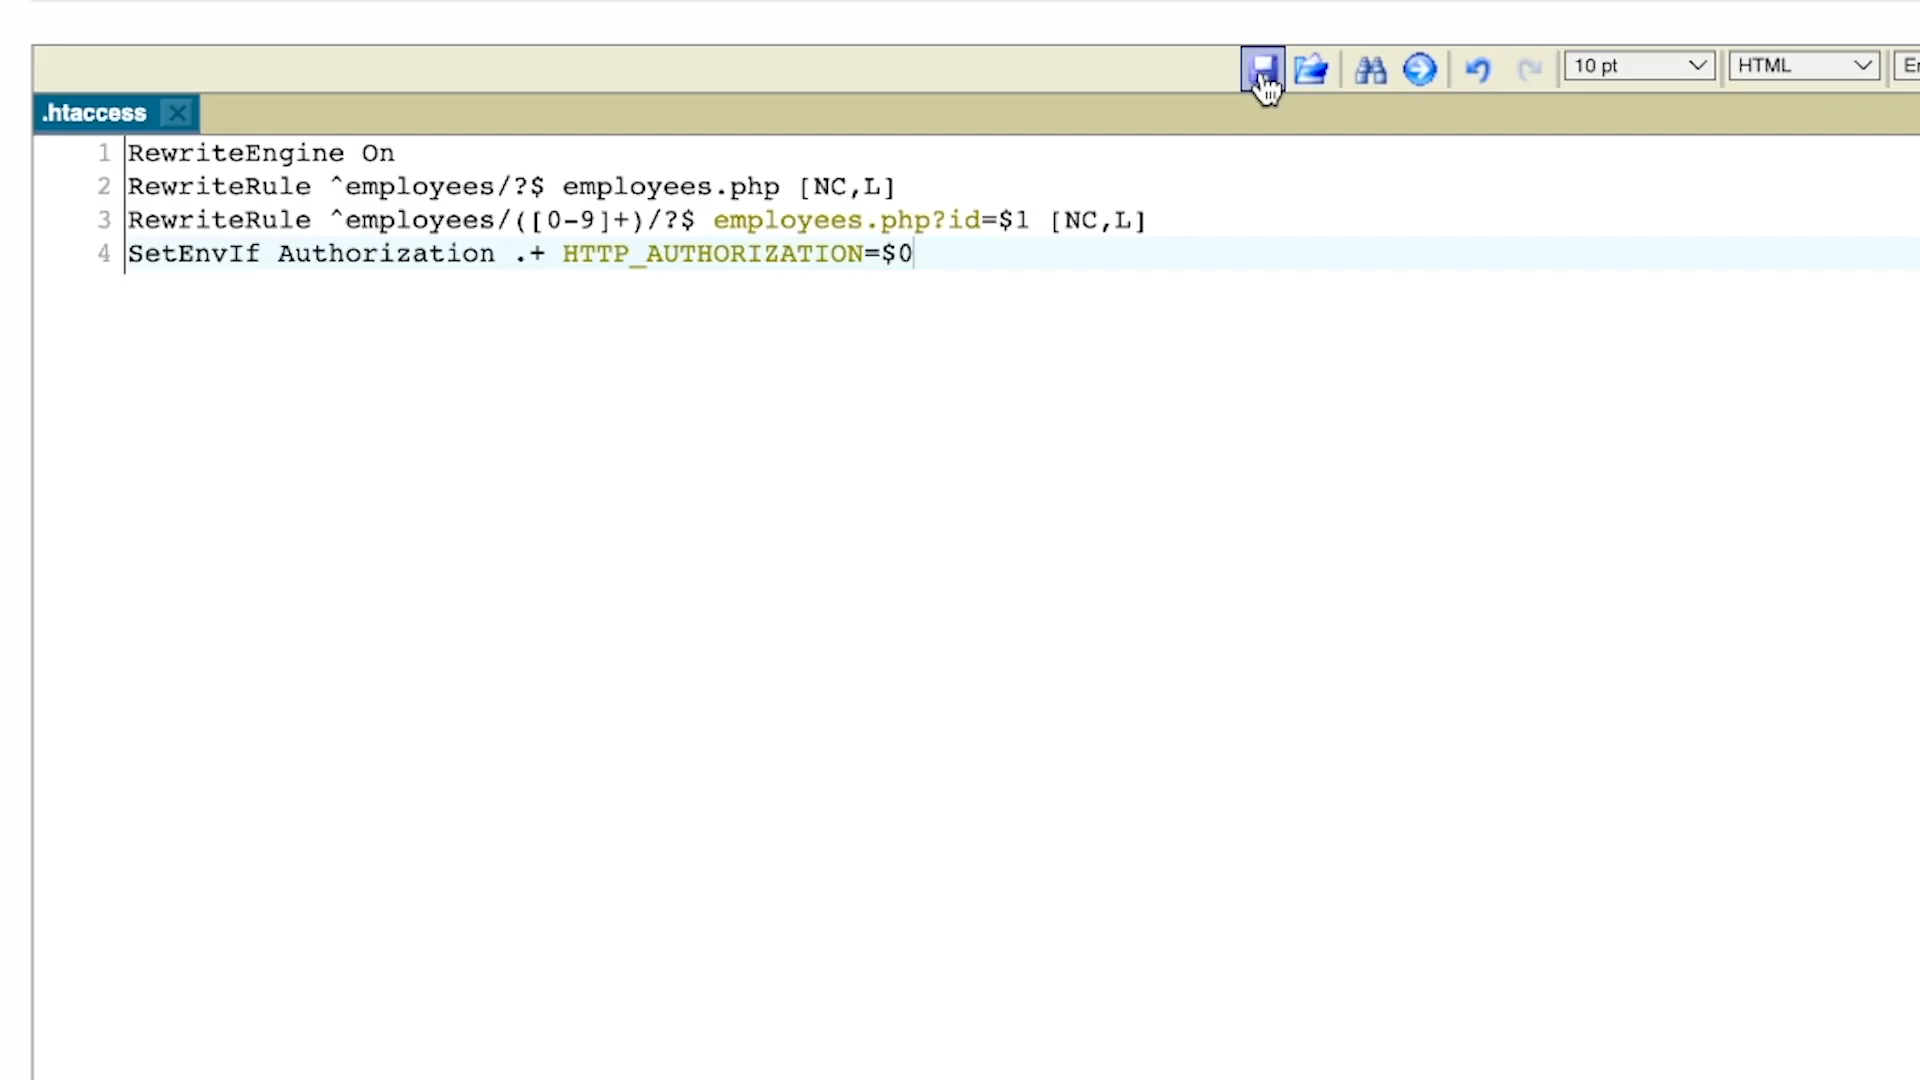 10 pt HTML
.htaccess
1 RewriteEngine On
2 RewriteRule ^employees/?$ employees.php [NC,L]
3 RewriteRule ^employees/([0-9]+)/?$ employees.php?id=$1 [NC,L]
4 SetEnvIf Authorization .+ HTTP_AUTHORIZATION=$0